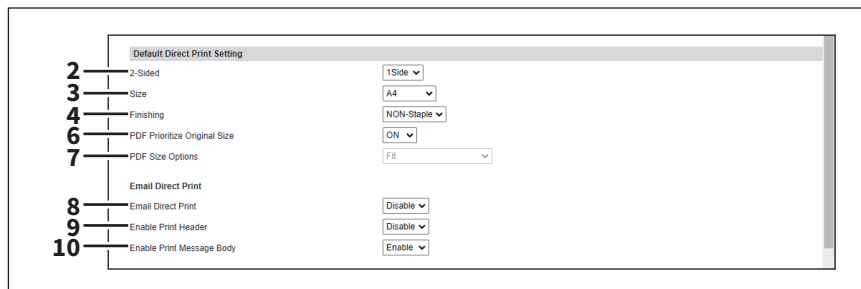 Default Direct Print Setting
2 2-Sided 1Side
3 Size A4
4 Finishing NON-Staple
6 PDF Prioritize Original Size ON
7 PDF Size Options Fit
Email Direct Print
8 Email Direct Print Disable
9 Enable Print Header Disable
10 Enable Print Message Body Enable